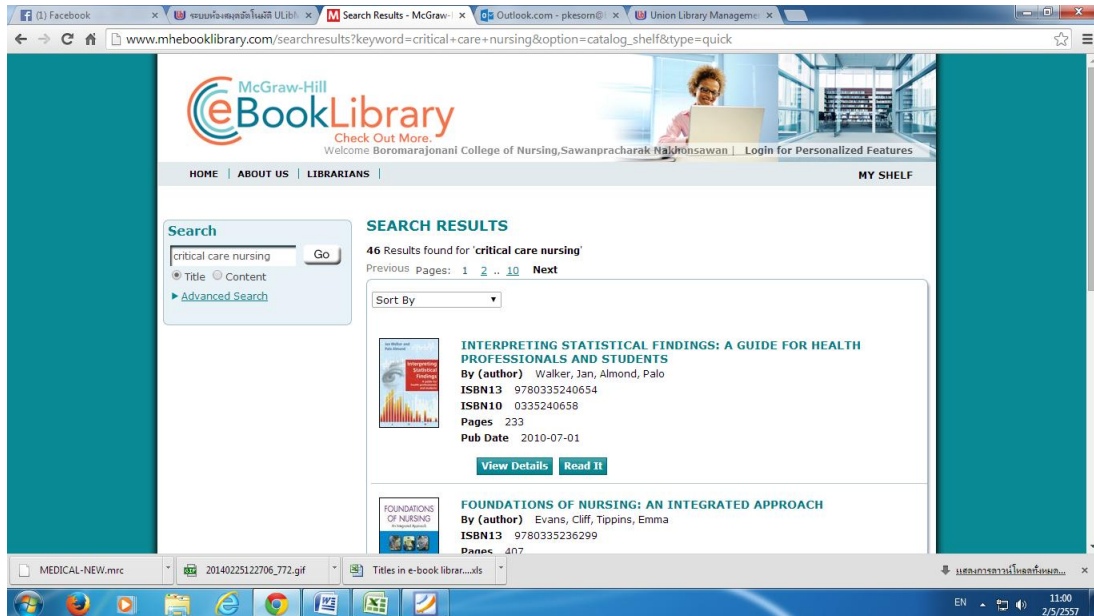 (1) Facebook
ระบบห้องสมุดอัตโนมัติ ULib
Search Results - McGraw-
Outlook.com - pkesorn@
Union Library Manageme
www.mhebooklibrary.com/searchresults?keyword=critical+care+nursing&option=catalog_shelf&type=quick
McGraw-Hill
eBookLibrary
Check Out More.
Welcome Boromarajonani College of Nursing,Sawanpracharak Nakhonsawan | Login for Personalized Features
HOME | ABOUT US | LIBRARIANS | MY SHELF
Search
critical care nursing Go
Title Content
Advanced Search
SEARCH RESULTS
46 Results found for 'critical care nursing'
Previous Pages: 1 2 .. 10 Next
Sort By
Interpreting
Statistical
Findings
INTERPRETING STATISTICAL FINDINGS: A GUIDE FOR HEALTH
PROFESSIONALS AND STUDENTS
By (author) Walker, Jan, Almond, Palo
ISBN13 9780335240654
ISBN10 0335240658
Pages 233
Pub Date 2010-07-01
View Details Read It
FOUNDATIONS
OF NURSING
FOUNDATIONS OF NURSING: AN INTEGRATED APPROACH
By (author) Evans, Cliff, Tippins, Emma
ISBN13 9780335236299
Pages 407
MEDICAL-NEW.mrc
20140225122706_772.gif
Titles in e-book librar....xls
แสดงการดาวน์โหลดทั้งหมด...
EN
11:00
2/5/2557